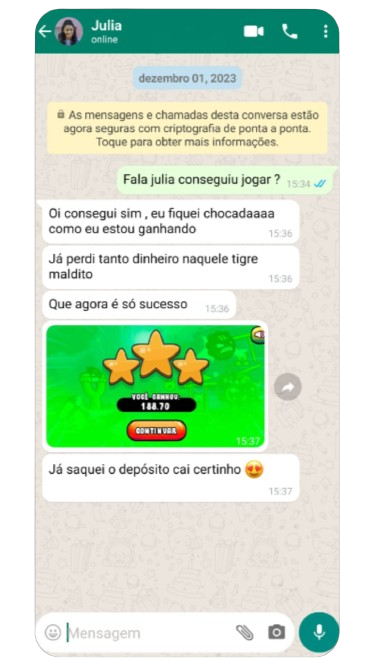 Julia
online
dezembro 01, 2023
As mensagens e chamadas desta conversa estão
agora seguras com criptografia de ponta a ponta.
Toque para obter mais informações.
Fala julia conseguiu jogar ? 15:34
Oi consegui sim , eu fiquei chocadaaaa
como eu estou ganhando
15:36
Já perdi tanto dinheiro naquele tigre
maldito
15:36
Que agora é só sucesso 15:36
VOCÊ GANHOU
188.70
CONTINUAR
15:37
Já saquei o depósito cai certinho 😍
15:37
Mensagem